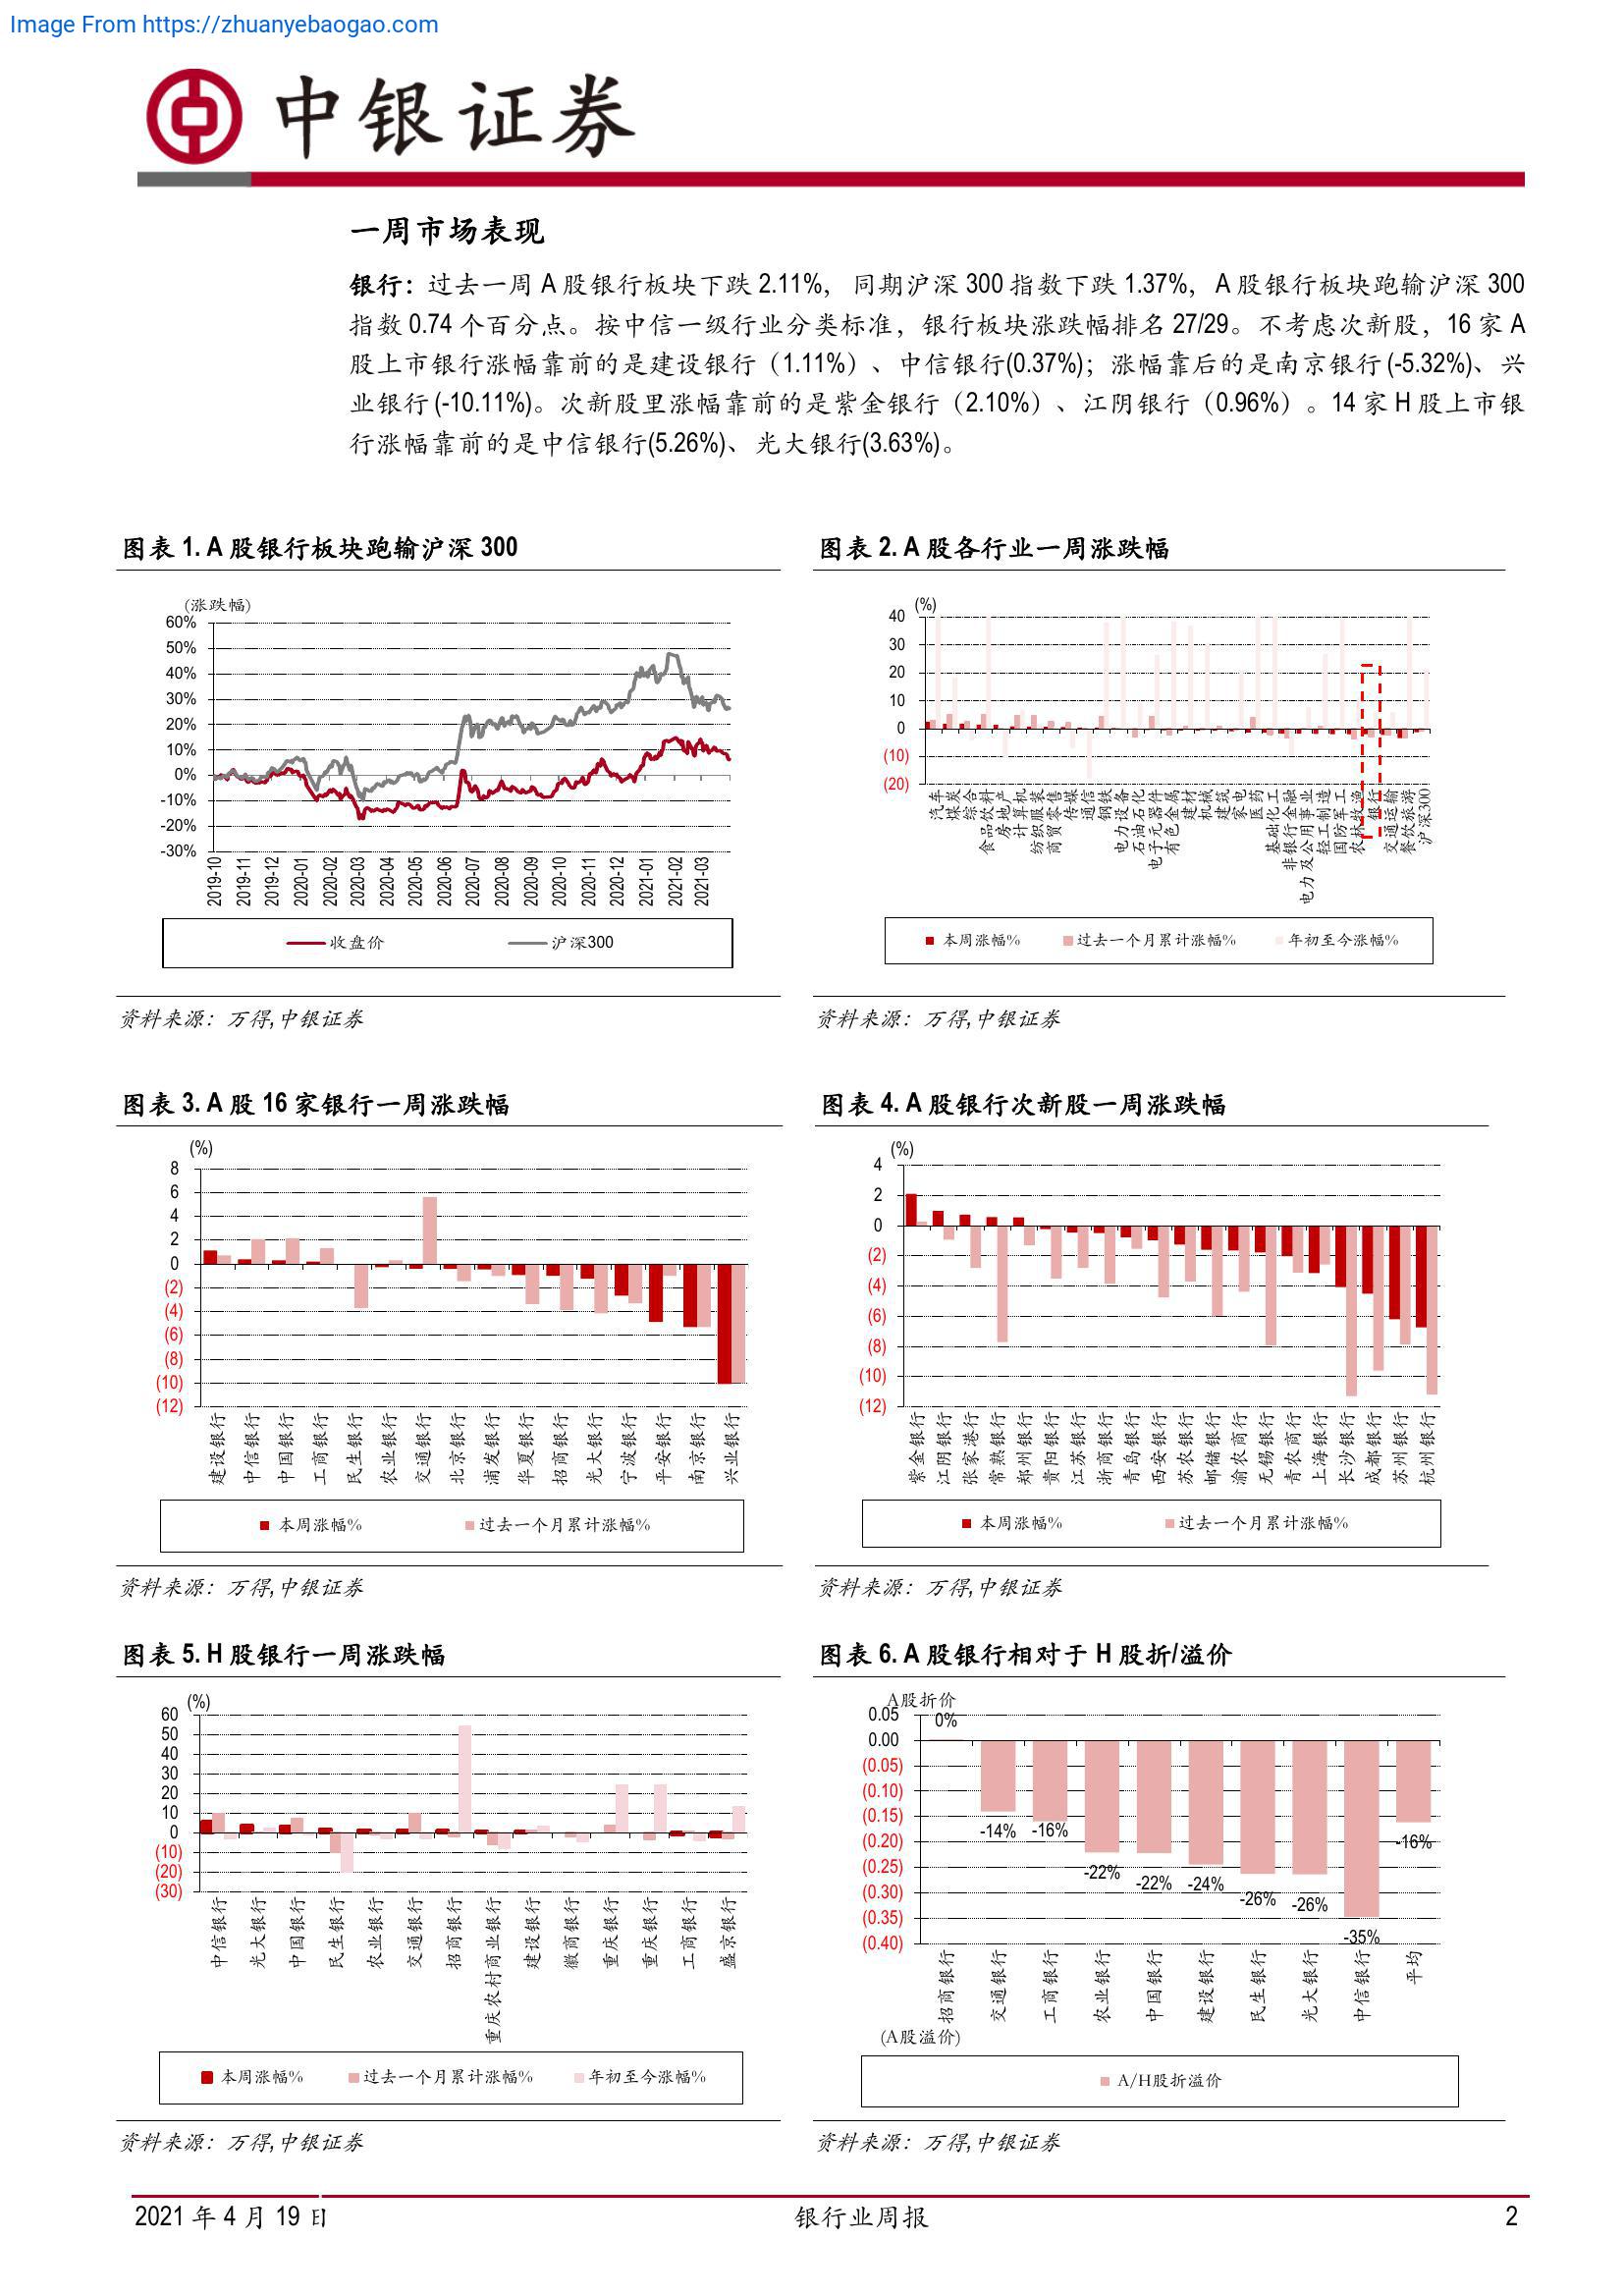 Image From https://zhuanyebaogao.com
中银证券
一周市场表现
银行：过去一周 A 股银行板块下跌 2.11%， 同期沪深 300 指数下跌 1.37%，A 股银行板块跑输沪深 300
指数 0.74 个百分点。按中信一级行业分类标准，银行板块涨跌幅排名 27/29。不考虑次新股，16 家 A
股上市银行涨幅靠前的是建设银行（1.11%）、中信银行(0.37%)；涨幅靠后的是南京银行 (-5.32%)、兴
业银行 (-10.11%)。次新股里涨幅靠前的是紫金银行（2.10%）、江阴银行（0.96%）。14 家 H 股上市银
行涨幅靠前的是中信银行(5.26%)、光大银行(3.63%)。
图表 1. A 股银行板块跑输沪深 300
(涨跌幅)
60%
50%
40%
30%
20%
10%
0%
-10%
-20%
-30%
2019-10
2019-11
2019-12
2020-01
2020-02
2020-03
2020-04
2020-05
2020-06
2020-07
2020-08
2020-09
2020-10
2020-11
2020-12
2021-01
2021-02
2021-03
收盘价
沪深300
资料来源：万得,中银证券
图表 2. A 股各行业一周涨跌幅
(%)
40
30
20
10
0
(10)
(20)
汽车
煤炭
综合
食品饮料
房地产
计算机
纺织服装
商贸零售
传媒
通信
钢铁
电力设备
石油石化
电子元器件
有色金属
建材
机械
建筑
家电
医药
基础化工
非银行金融
电力及公用事业
轻工制造
国防军工
农林牧渔
银行
交通运输
餐饮旅游
沪深300
本周涨幅%
过去一个月累计涨幅%
年初至今涨幅%
资料来源：万得,中银证券
图表 3. A 股 16 家银行一周涨跌幅
(%)
8
6
4
2
0
(2)
(4)
(6)
(8)
(10)
(12)
建设银行
中信银行
中国银行
工商银行
民生银行
农业银行
交通银行
北京银行
浦发银行
华夏银行
招商银行
光大银行
宁波银行
平安银行
南京银行
兴业银行
本周涨幅%
过去一个月累计涨幅%
资料来源：万得,中银证券
图表 4. A 股银行次新股一周涨跌幅
(%)
4
2
0
(2)
(4)
(6)
(8)
(10)
(12)
紫金银行
江阴银行
张家港行
常熟银行
郑州银行
贵阳银行
江苏银行
浙商银行
青岛银行
西安银行
苏农银行
邮储银行
渝农商行
无锡银行
青农商行
上海银行
长沙银行
成都银行
苏州银行
杭州银行
本周涨幅%
过去一个月累计涨幅%
资料来源：万得,中银证券
图表 5. H 股银行一周涨跌幅
(%)
60
50
40
30
20
10
0
(10)
(20)
(30)
中信银行
光大银行
中国银行
民生银行
农业银行
交通银行
招商银行
重庆农村商业银行
建设银行
徽商银行
重庆银行
重庆银行
工商银行
盛京银行
本周涨幅%
过去一个月累计涨幅%
年初至今涨幅%
资料来源：万得,中银证券
图表 6. A 股银行相对于 H 股折/溢价
A股折价
0.05
0.00
(0.05)
(0.10)
(0.15)
(0.20)
(0.25)
(0.30)
(0.35)
(0.40)
0%
-14%
-16%
-22%
-22%
-24%
-26%
-26%
-35%
-16%
招商银行
交通银行
工商银行
农业银行
中国银行
建设银行
民生银行
光大银行
中信银行
平均
(A股溢价)
A/H股折溢价
资料来源：万得,中银证券
2021 年 4 月 19 日
银行业周报
2